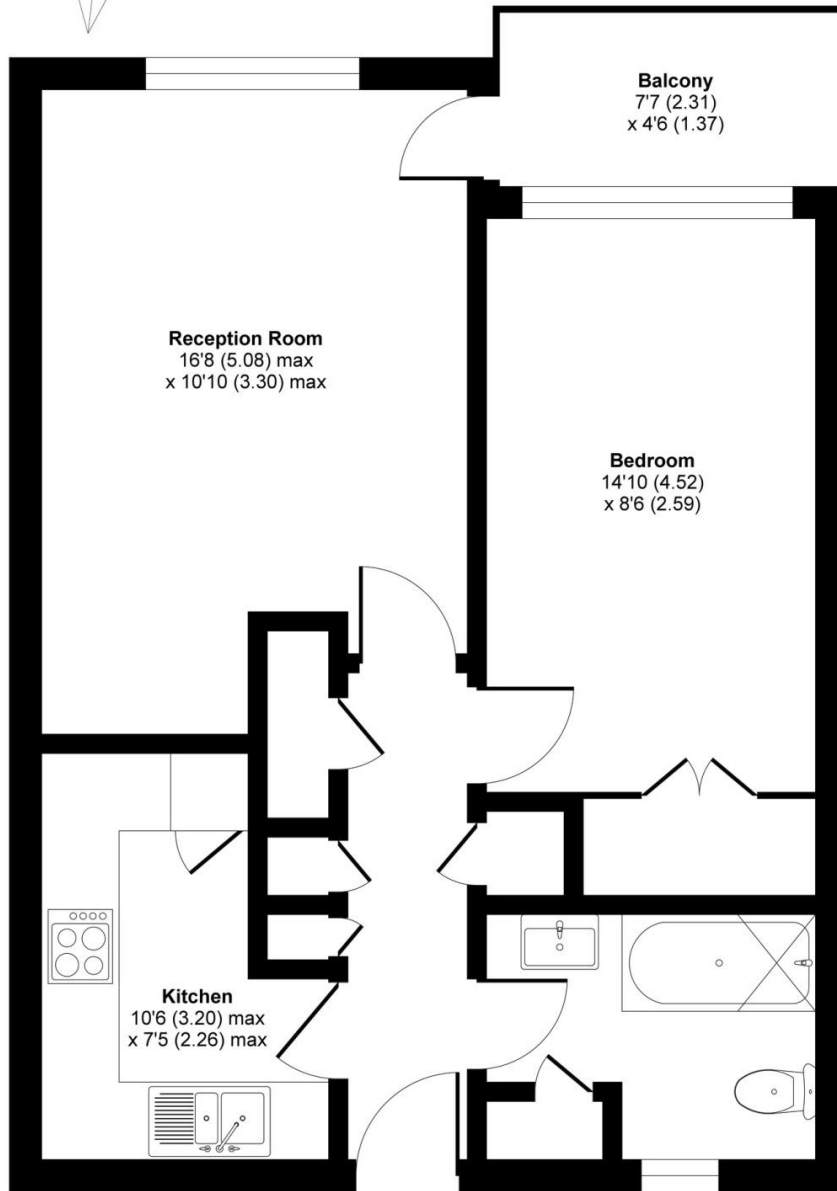 Balcony
7'7 (2.31)
x 4'6 (1.37)
Reception Room
16'8 (5.08) max
x 10'10 (3.30) max
Bedroom
14'10 (4.52)
x 8'6 (2.59)
Kitchen
10'6 (3.20) max
x 7'5 (2.26) max